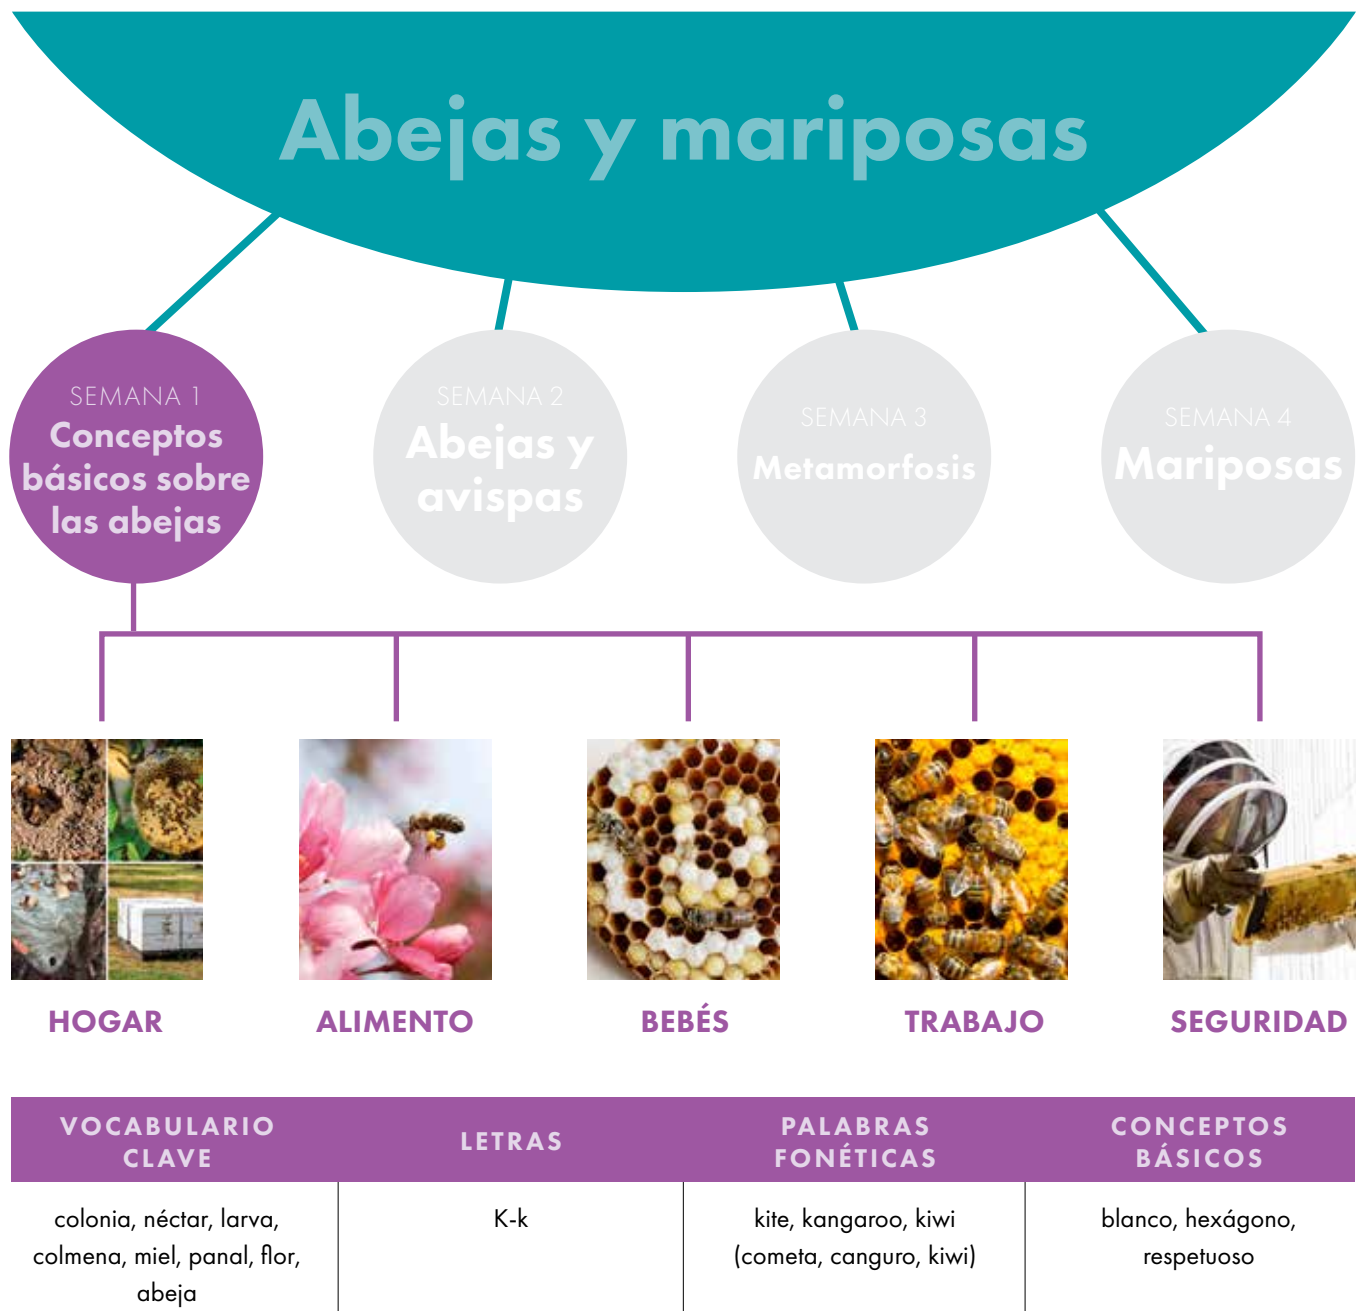 Abejas y mariposas
SEMANA 1
Conceptos
básicos sobre
las abejas
SEMANA 2
Abejas y
avispas
SEMANA 3
Metamorfosis
SEMANA 4
Mariposas
HOGAR
ALIMENTO
BEBÉS
TRABAJO
SEGURIDAD
VOCABULARIO
CLAVE
LETRAS
PALABRAS
FONÉTICAS
CONCEPTOS
BÁSICOS
colonia, néctar, larva,
colmena, miel, panal, flor,
abeja
K-k
kite, kangaroo, kiwi
(cometa, canguro, kiwi)
blanco, hexágono,
respetuoso